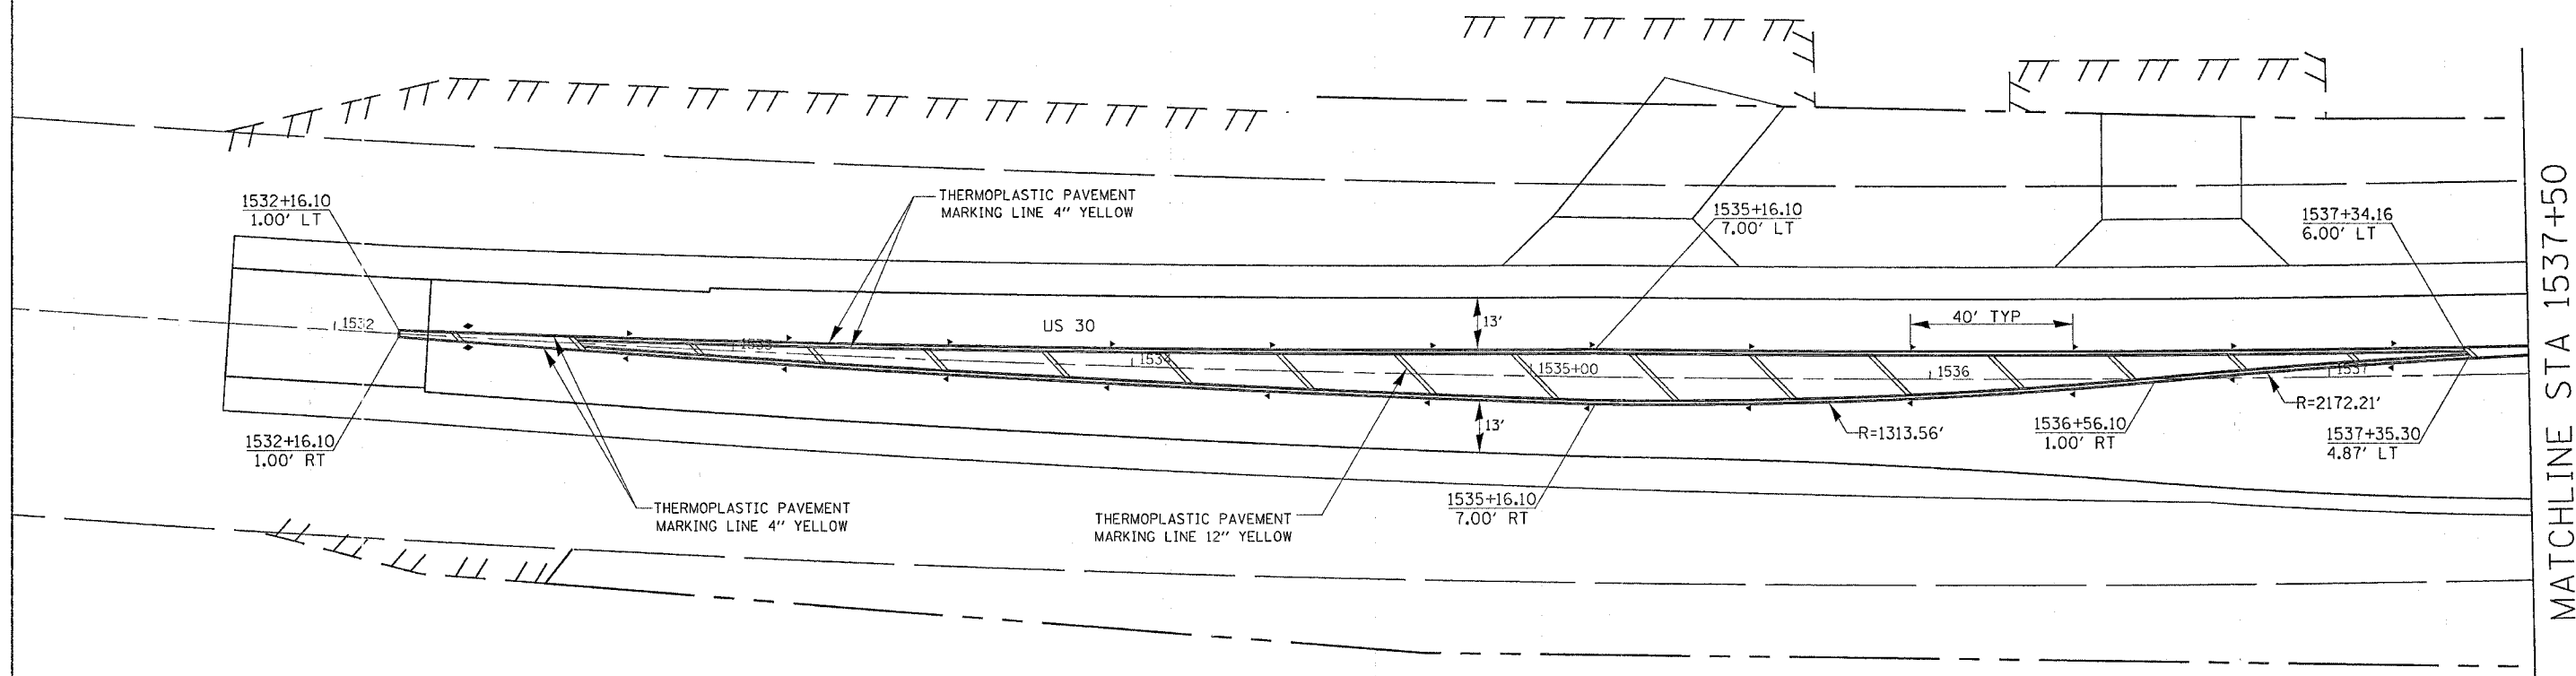 1532+16.10
1.00' LT
THERMOPLASTIC PAVEMENT
MARKING LINE 4" YELLOW
1535+16.10
7.00' LT
1537+34.16
6.00' LT
MATCHLINE STA 1537+50
1532
US 30
13'
40' TYP
1533
1534
1535+00
1536
1537
R=2172.21'
R=1313.56'
13'
1536+56.10
1.00' RT
1537+35.30
4.87' LT
1532+16.10
1.00' RT
1535+16.10
7.00' RT
THERMOPLASTIC PAVEMENT
MARKING LINE 4" YELLOW
THERMOPLASTIC PAVEMENT
MARKING LINE 12" YELLOW